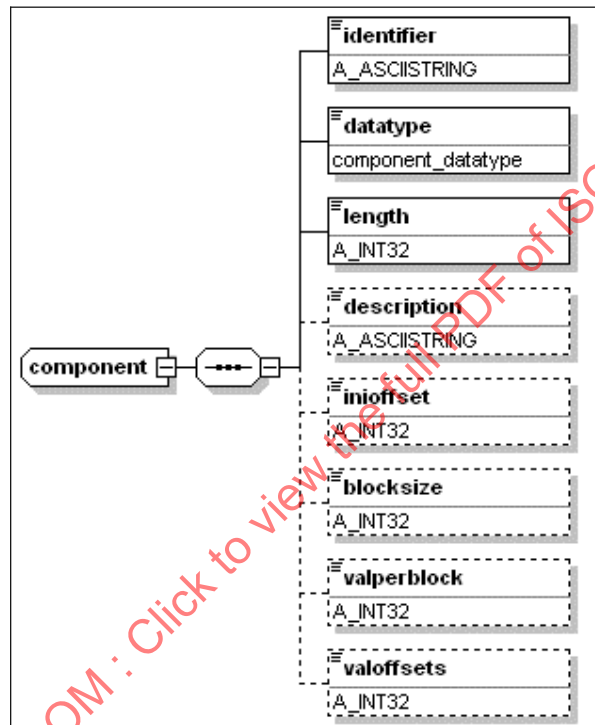 identifier
A_ASCIISTRING
datatype
component_datatype
length
A_INT32
description
A_ASCIISTRING
component
inioffset
A_INT32
blocksize
A_INT32
valperblock
A_INT32
valoffsets
A_INT32
OM : Click to view the full PDF of ISO